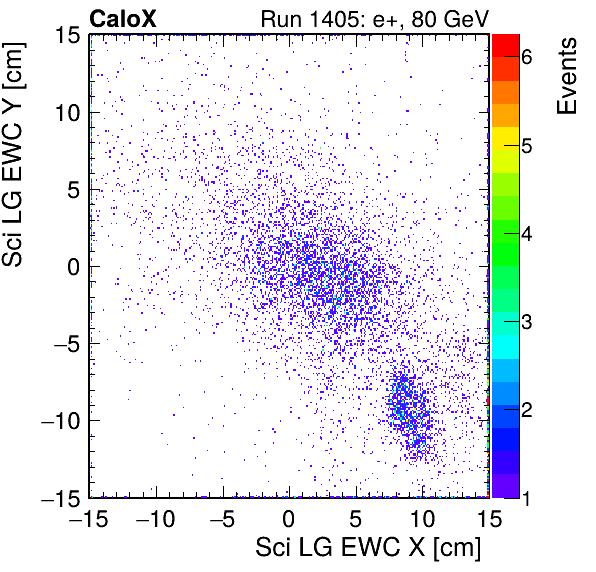 CaloX Run 1405: e+, 80 GeV
Sci LG EWC Y [cm]
15
10
5
0
−5
−10
−15
−15 −10 −5 0 5 10 15
Sci LG EWC X [cm]
Events
6
5
4
3
2
1